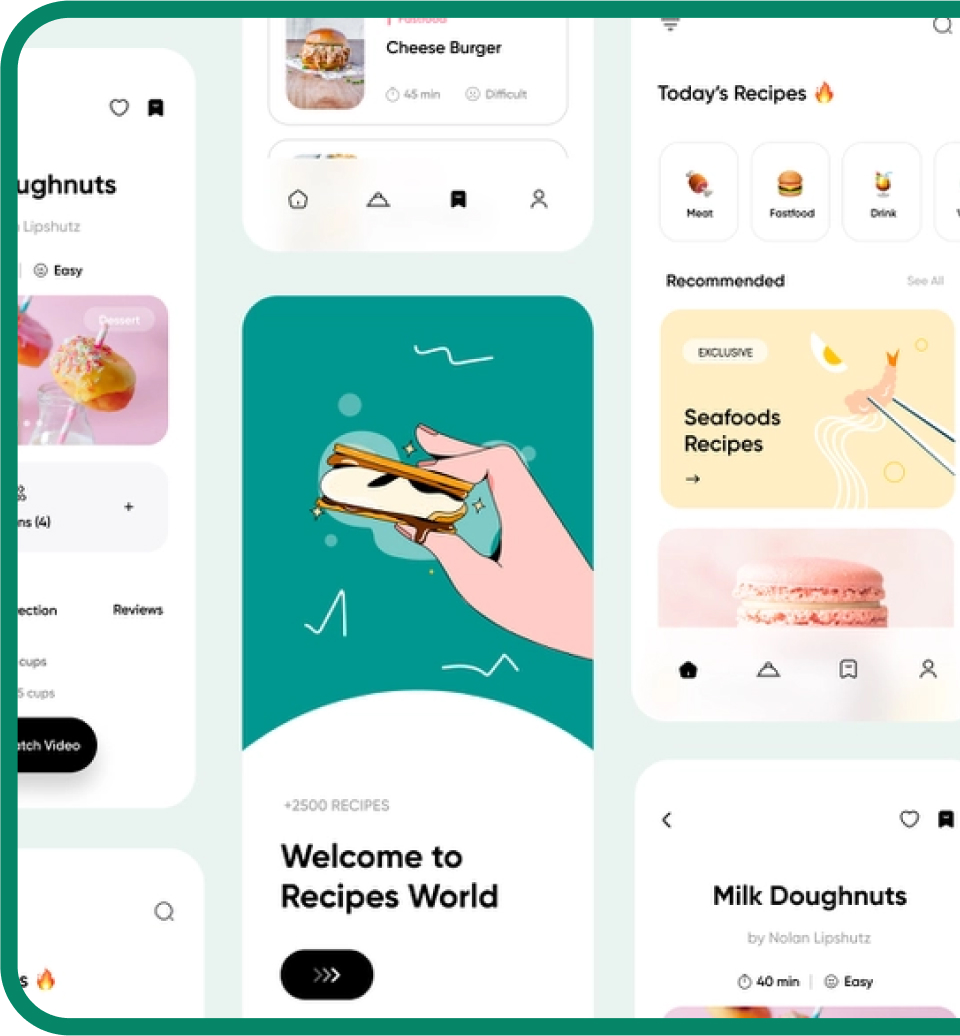 ughnuts
Lipshutz
Easy
Dessert
ns (4)
ection
Reviews
cups
5 cups
tch Video
s
Fastfood
Cheese Burger
45 min
Difficult
+2500 RECIPES
Welcome to
Recipes World
Today's Recipes
Meat
Fastfood
Drink
Recommended
See All
EXCLUSIVE
Seafoods
Recipes
Milk Doughnuts
by Nolan Lipshutz
40 min
Easy